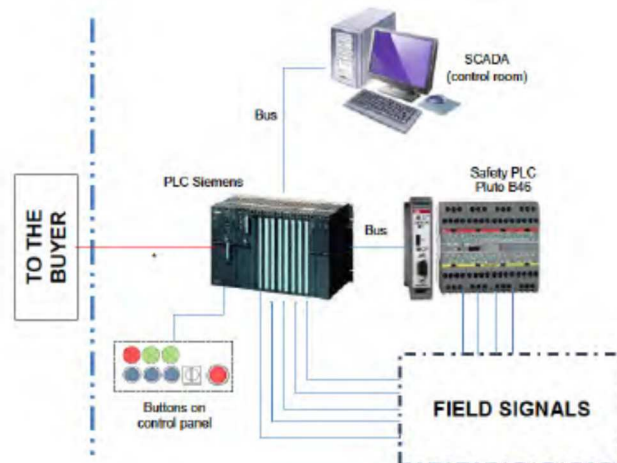 SCADA
(control room)
Bus
Safety PLC
Pluto B46
PLC Siemens
TO THE
BUYER
Bus
Buttons on
control panel
FIELD SIGNALS